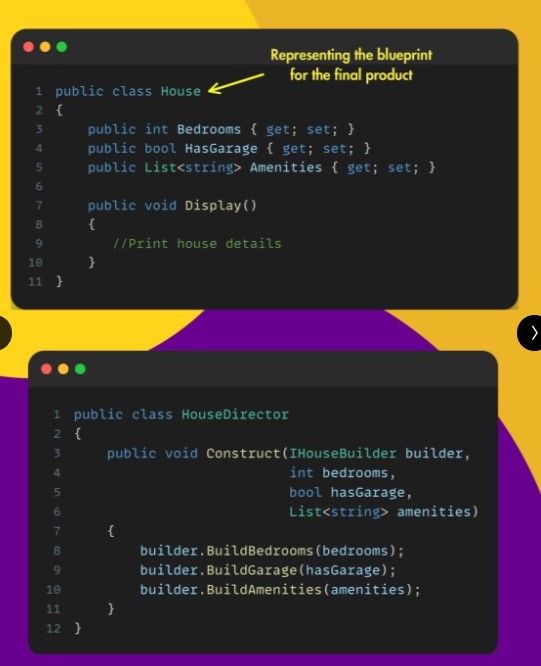 Representing the blueprint
for the final product
1 public class House
2 {
3     public int Bedrooms { get; set; }
4     public bool HasGarage { get; set; }
5     public List<string> Amenities { get; set; }
6
7     public void Display()
8     {
9        //Print house details
10     }
11 }
1 public class HouseDirector
2 {
3     public void Construct(IHouseBuilder builder,
4                           int bedrooms,
5                           bool hasGarage,
6                           List<string> amenities)
7     {
8         builder.BuildBedrooms(bedrooms);
9         builder.BuildGarage(hasGarage);
10         builder.BuildAmenities(amenities);
11     }
12 }